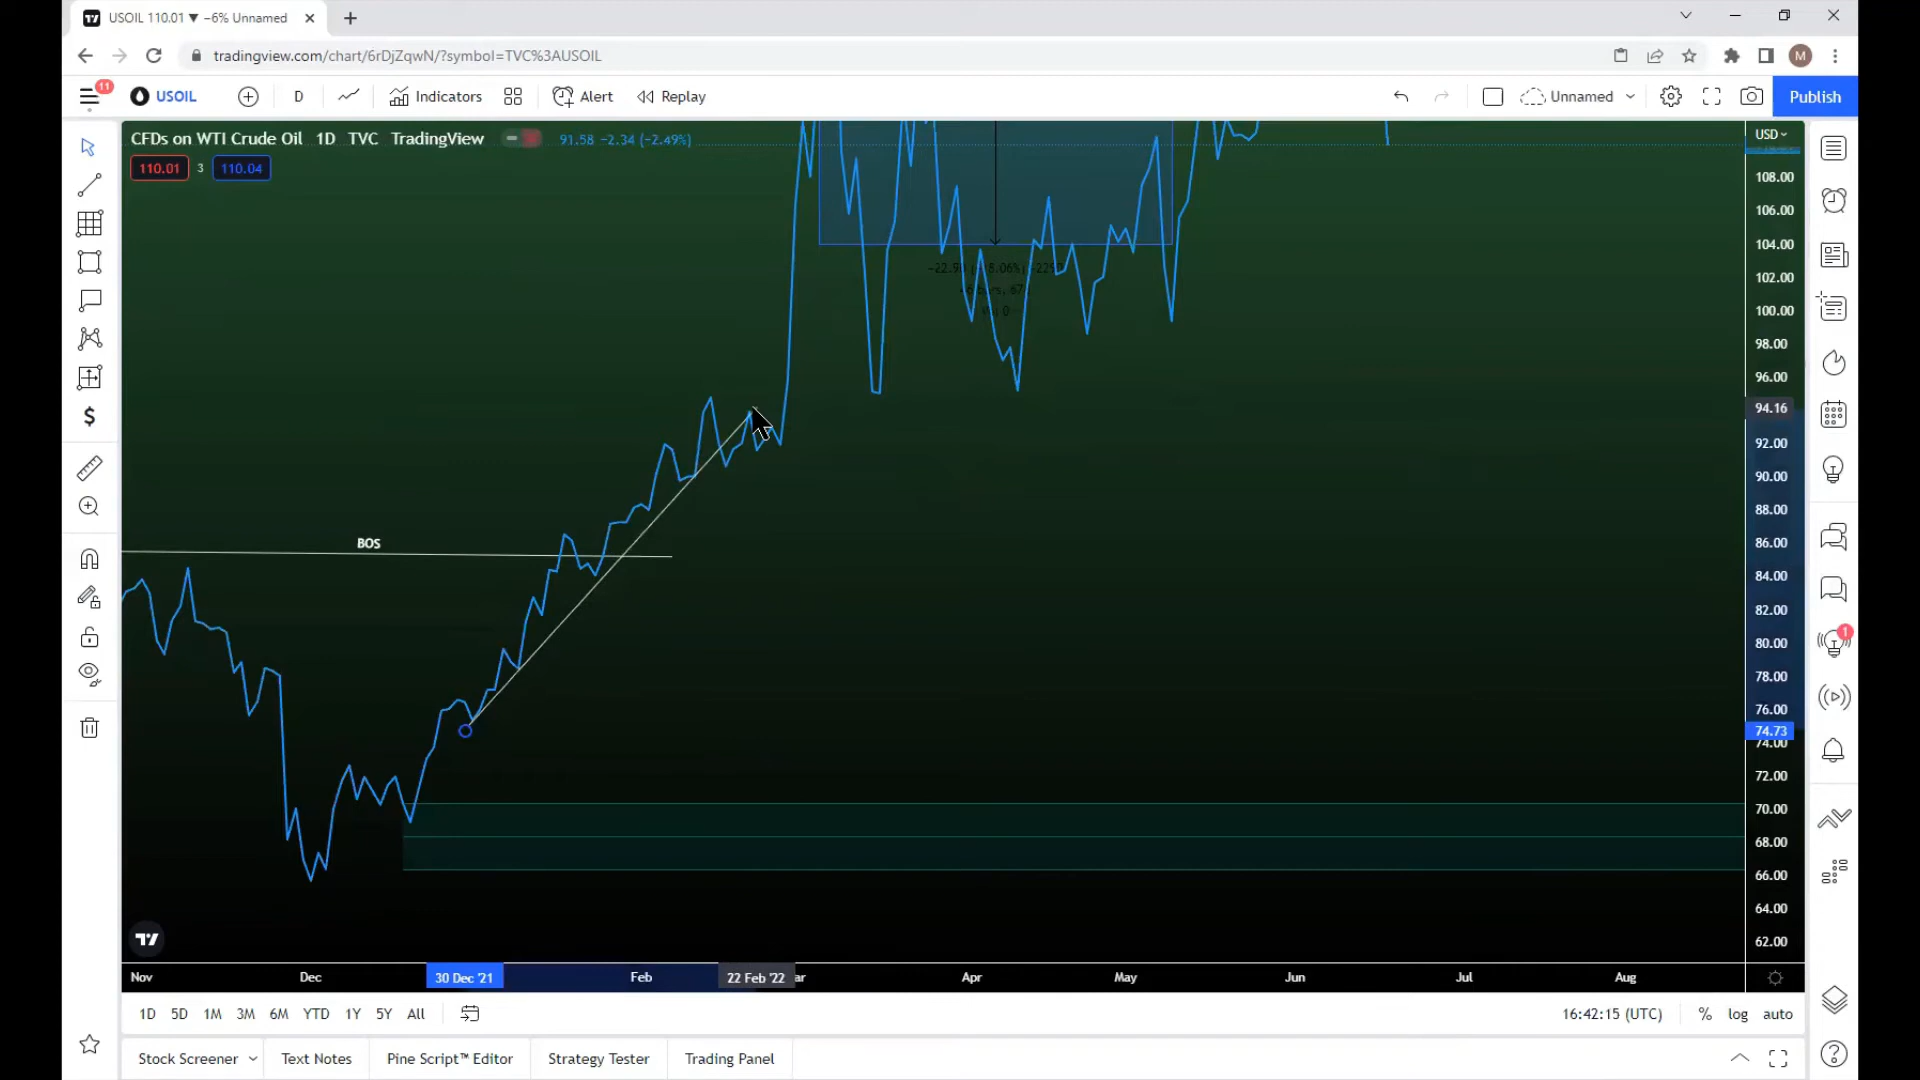 USOIL 110.01 ▼ −6% Unnamed
tradingview.com/chart/6rDjZqwN/?symbol=TVC%3AUSOIL
M
11
USOIL
D
Indicators
Alert
Replay
Unnamed
Publish
CFDs on WTI Crude Oil 1D TVC TradingView
91.58 −2.34 (−2.49%)
USD
110.01
3
110.04
108.00
106.00
104.00
102.00
100.00
98.00
96.00
94.16
92.00
90.00
88.00
86.00
BOS
84.00
82.00
80.00
1
78.00
76.00
74.73
74.00
72.00
70.00
68.00
66.00
64.00
62.00
Nov
Dec
30 Dec '21
Feb
22 Feb '22
ar
Apr
May
Jun
Jul
Aug
1D
5D
1M
3M
6M
YTD
1Y
5Y
All
16:42:15 (UTC)
%
log
auto
Stock Screener
Text Notes
Pine Script™ Editor
Strategy Tester
Trading Panel